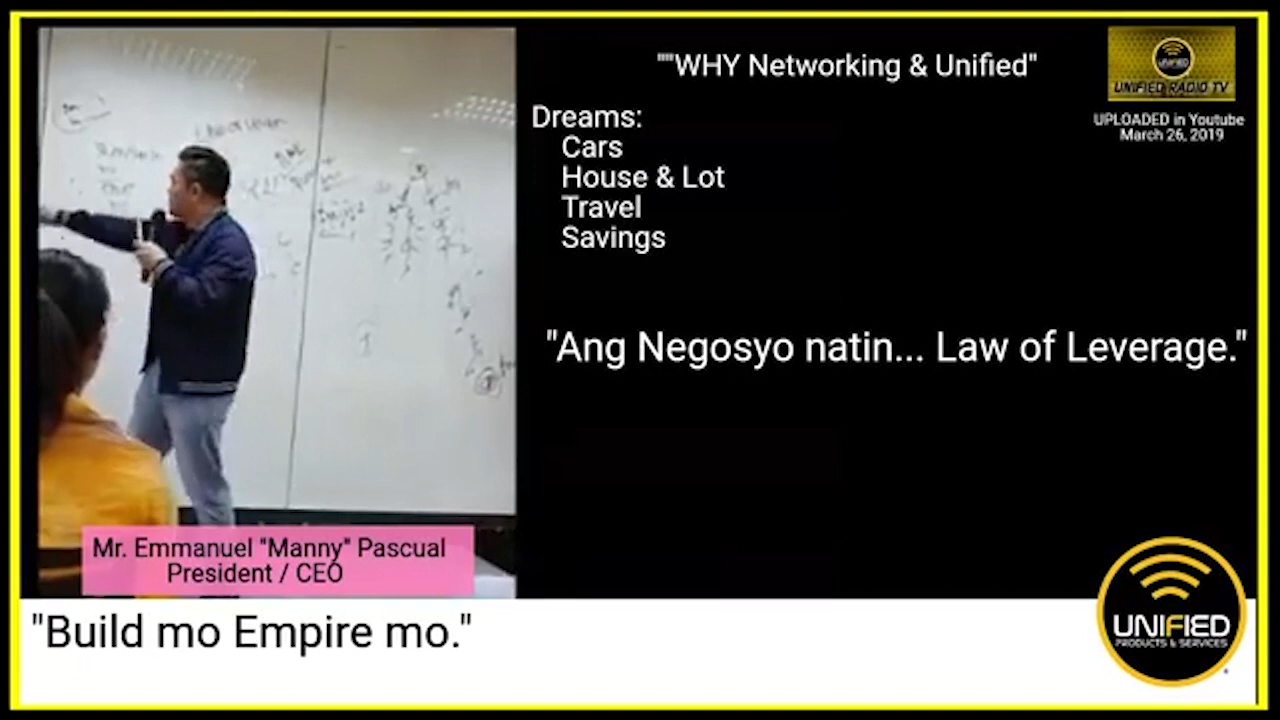 ""WHY Networking & Unified"
UNIFIED
UNIFIED RADIO TV
UPLOADED in Youtube
March 26, 2019
Dreams:
Cars
House & Lot
Travel
Savings
"Ang Negosyo natin... Law of Leverage."
Mr. Emmanuel "Manny" Pascual
President / CEO
"Build mo Empire mo."
UNIFIED
PRODUCTS & SERVICES